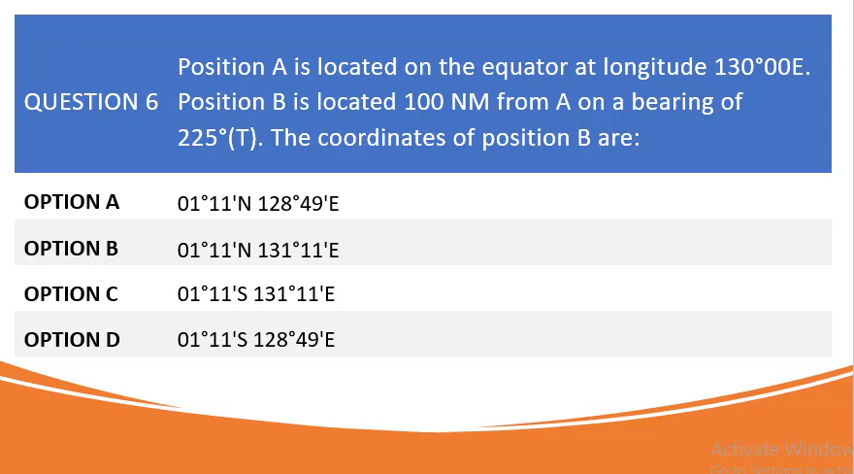 QUESTION 6
Position A is located on the equator at longitude 130°00E.
Position B is located 100 NM from A on a bearing of
225°(T). The coordinates of position B are:
OPTION A 01°11'N 128°49'E
OPTION B 01°11'N 131°11'E
OPTION C 01°11'S 131°11'E
OPTION D 01°11'S 128°49'E
Activate Window